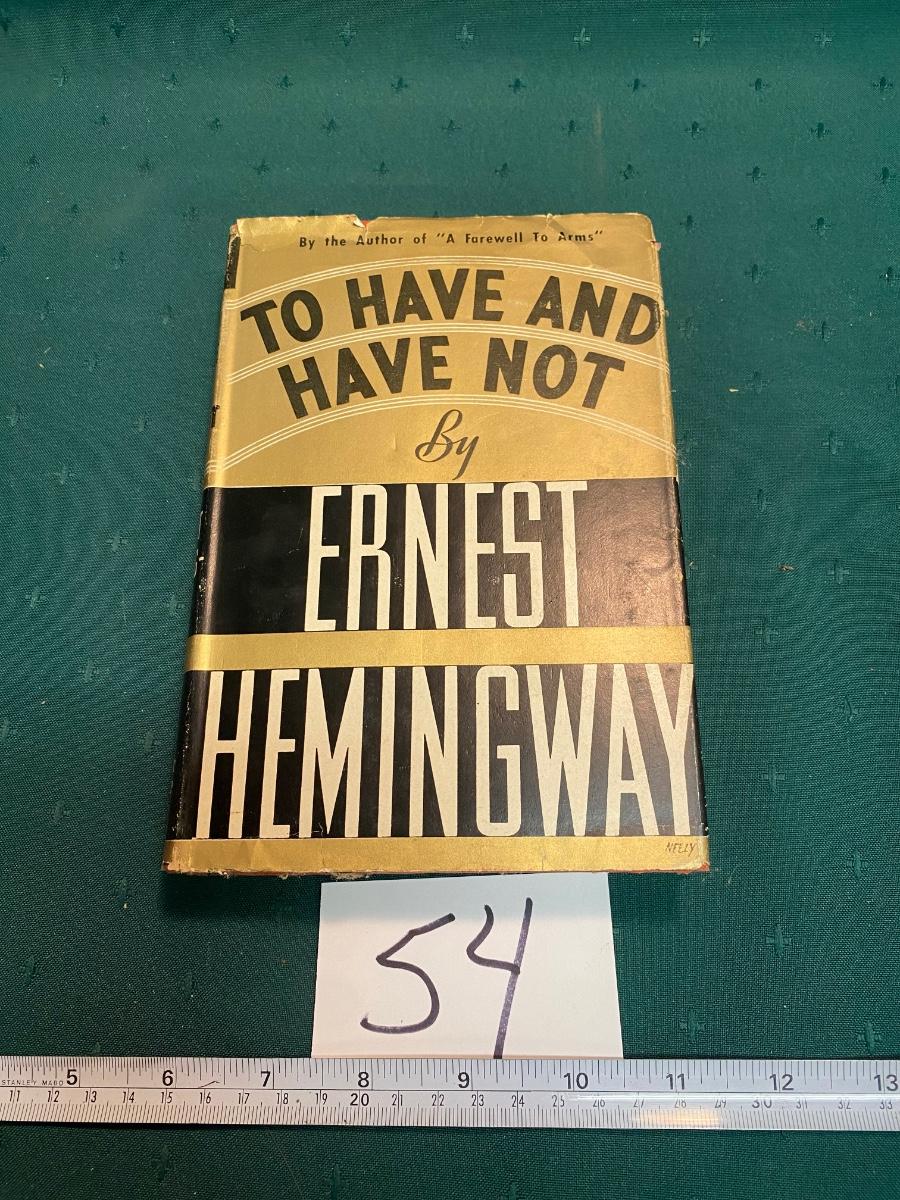 By the Author of "A Farewell To Arms"
TO HAVE AND
HAVE NOT
By
ERNEST
HEMINGWAY
NEELY
54
5 6 7 8 9 10 11 12 13
STANLEY MABO
11 12 13 14 15 16 17 18 19 20 21 22 23 24 25 26 27 28 29 30 31 32 33